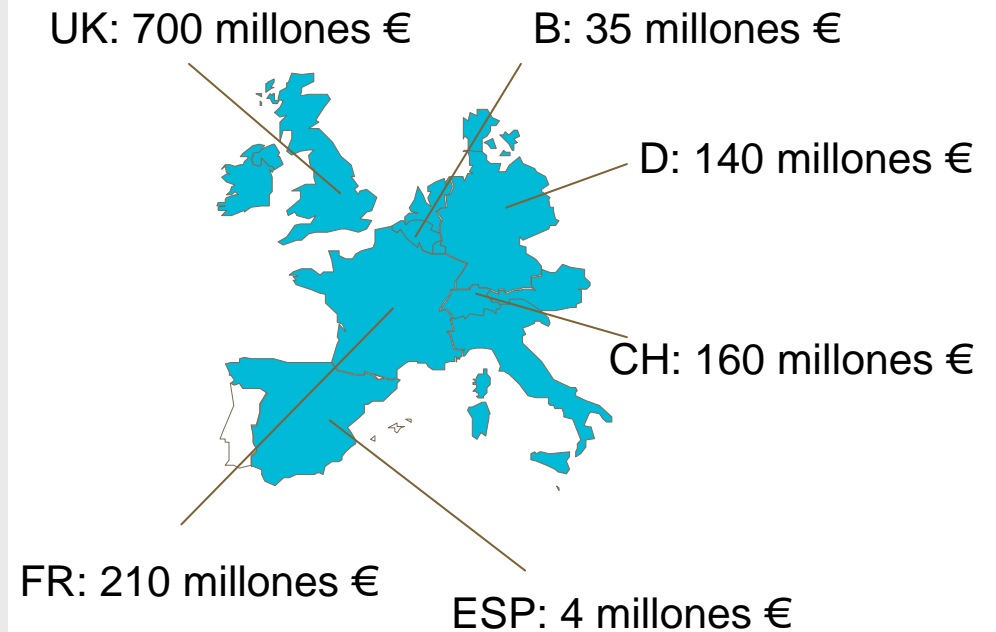 UK: 700 millones €
B: 35 millones €
D: 140 millones €
CH: 160 millones €
FR: 210 millones €
ESP: 4 millones €